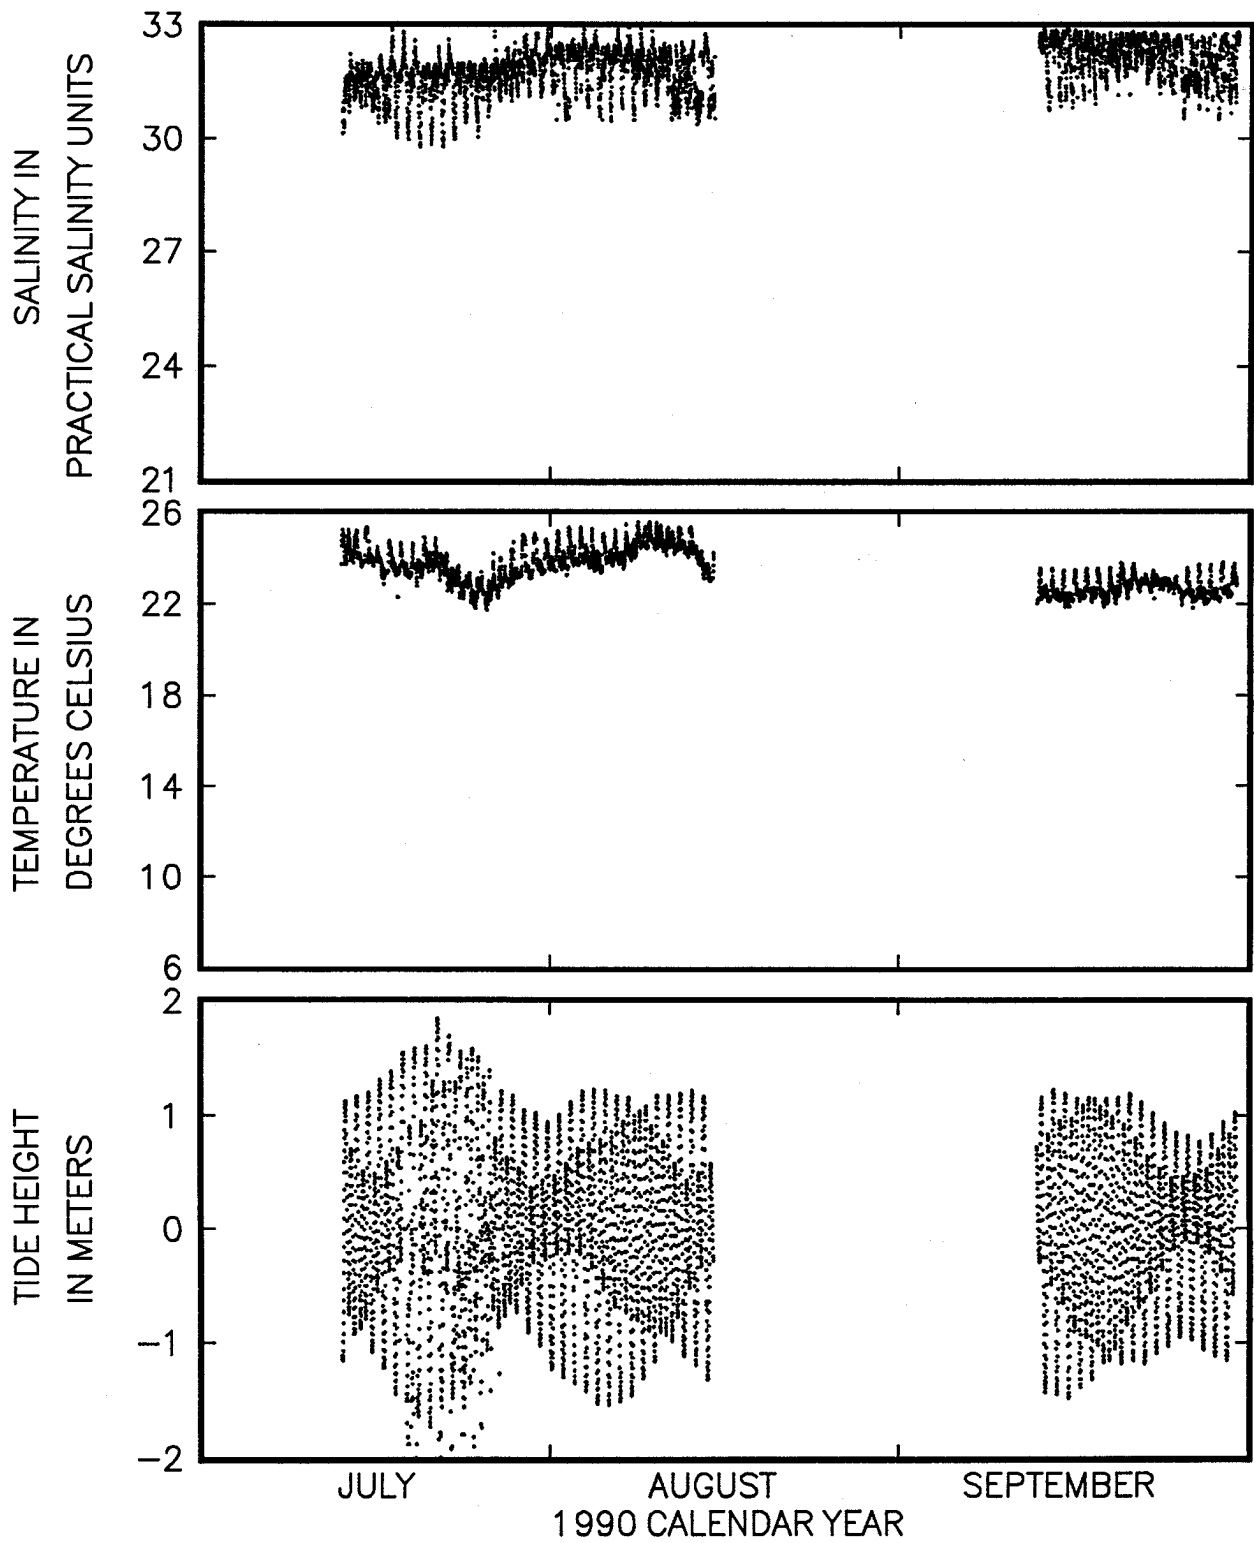 SALINITY IN
PRACTICAL SALINITY UNITS
33
30
27
24
21
TEMPERATURE IN
DEGREES CELSIUS
26
22
18
14
10
6
TIDE HEIGHT
IN METERS
2
1
0
-1
-2
JULY AUGUST SEPTEMBER
1990 CALENDAR YEAR